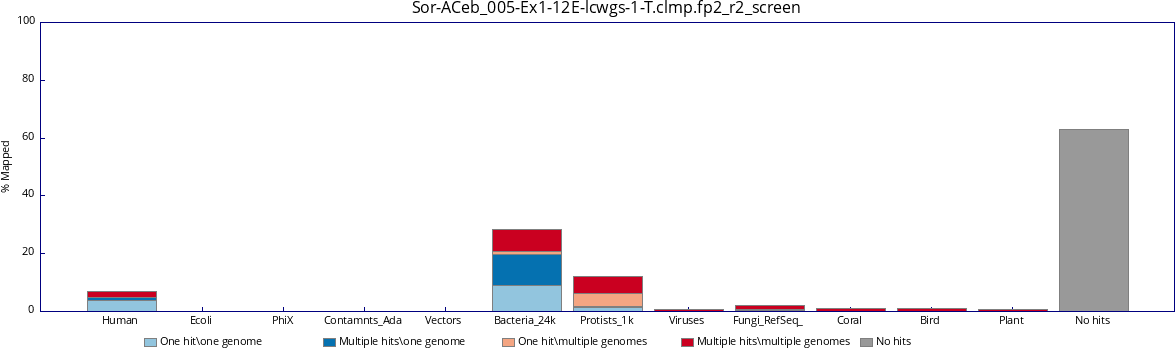 Sor-ACeb_005-Ex1-12E-lcwgs-1-T.clmp.fp2_r2_screen
100
80
60
40
20
0
% Mapped
Human Ecoli PhiX Contamnts_Ada Vectors Bacteria_24k Protists_1k Viruses Fungi_RefSeq_ Coral Bird Plant No hits
One hit\one genome Multiple hits\one genome One hit\multiple genomes Multiple hits\multiple genomes No hits